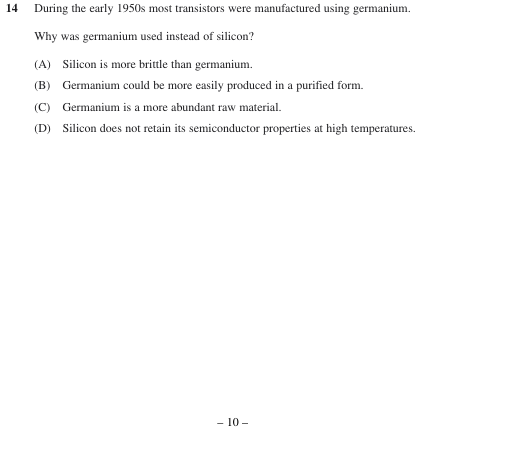 14 During the early 1950s most transistors were manufactured using germanium.
Why was germanium used instead of silicon?
(A) Silicon is more brittle than germanium.
(B) Germanium could be more easily produced in a purified form.
(C) Germanium is a more abundant raw material.
(D) Silicon does not retain its semiconductor properties at high temperatures.
– 10 –